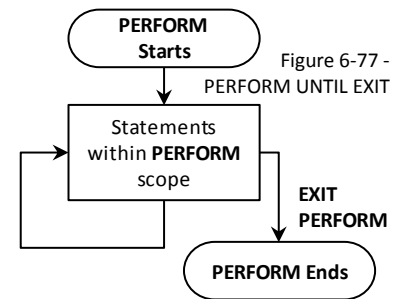 PERFORM
Starts
Figure 6-77 -
PERFORM UNTIL EXIT
Statements
within PERFORM
scope
EXIT
PERFORM
PERFORM Ends